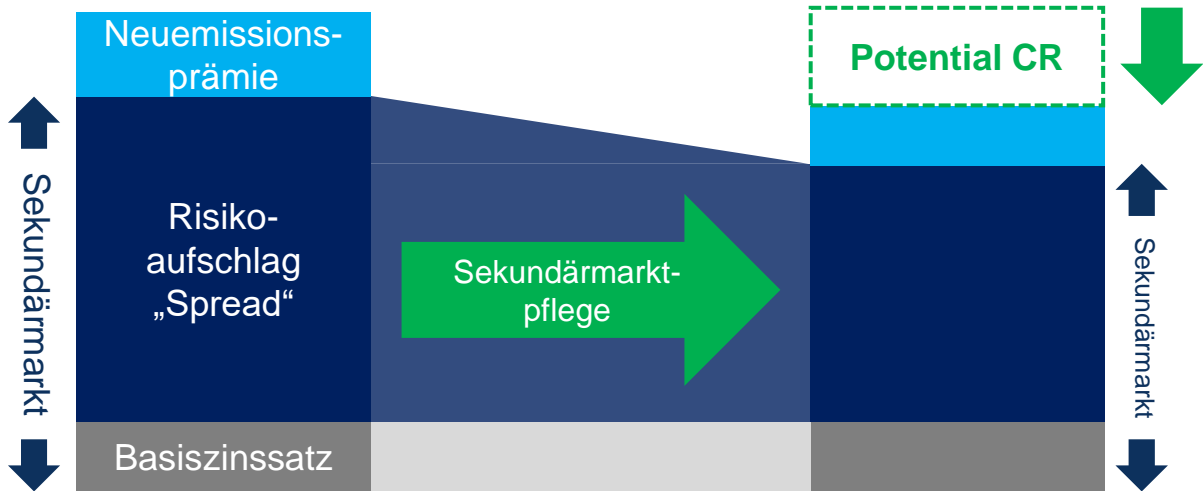 Neuemissions-
prämie
Potential CR
Sekundärmarkt
Risiko-
aufschlag
„Spread“
Sekundärmarkt-
pflege
Sekundärmarkt
Basiszinssatz